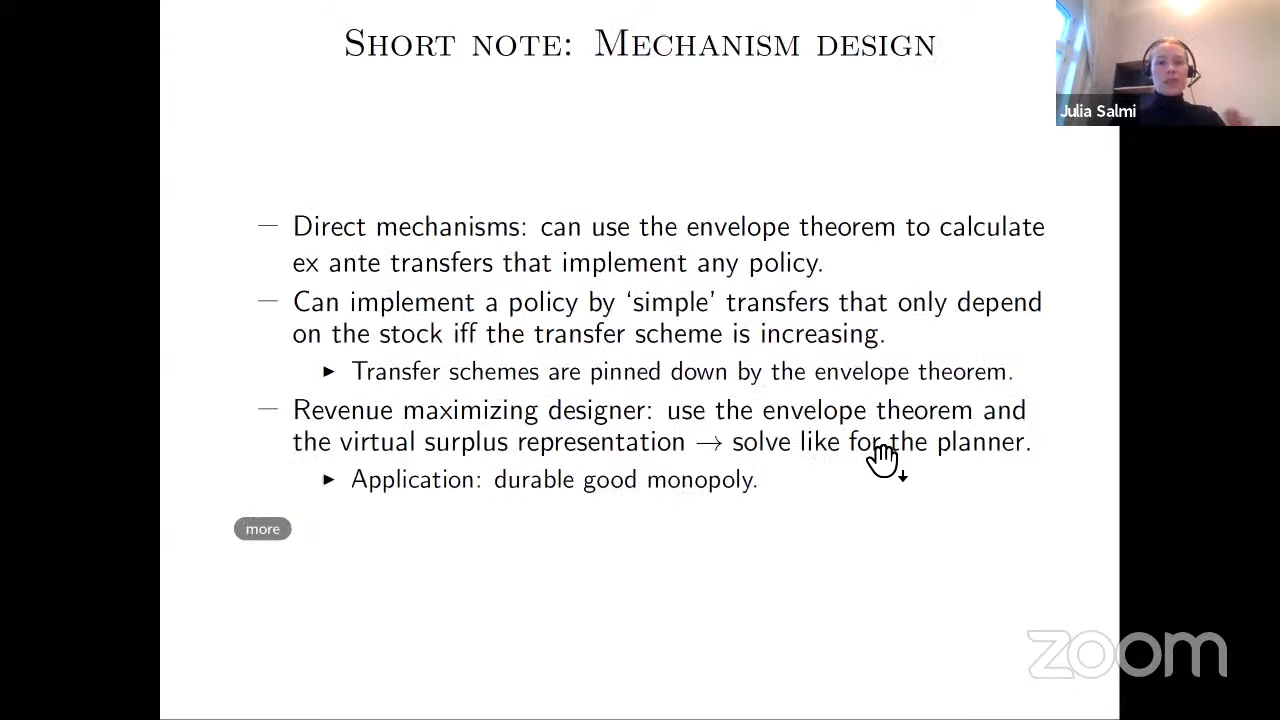 SHORT NOTE: MECHANISM DESIGN
Julia Salmi
— Direct mechanisms: can use the envelope theorem to calculate
ex ante transfers that implement any policy.
— Can implement a policy by ‘simple’ transfers that only depend
on the stock iff the transfer scheme is increasing.
▶ Transfer schemes are pinned down by the envelope theorem.
— Revenue maximizing designer: use the envelope theorem and
the virtual surplus representation → solve like for the planner.
▶ Application: durable good monopoly.
more
zoom